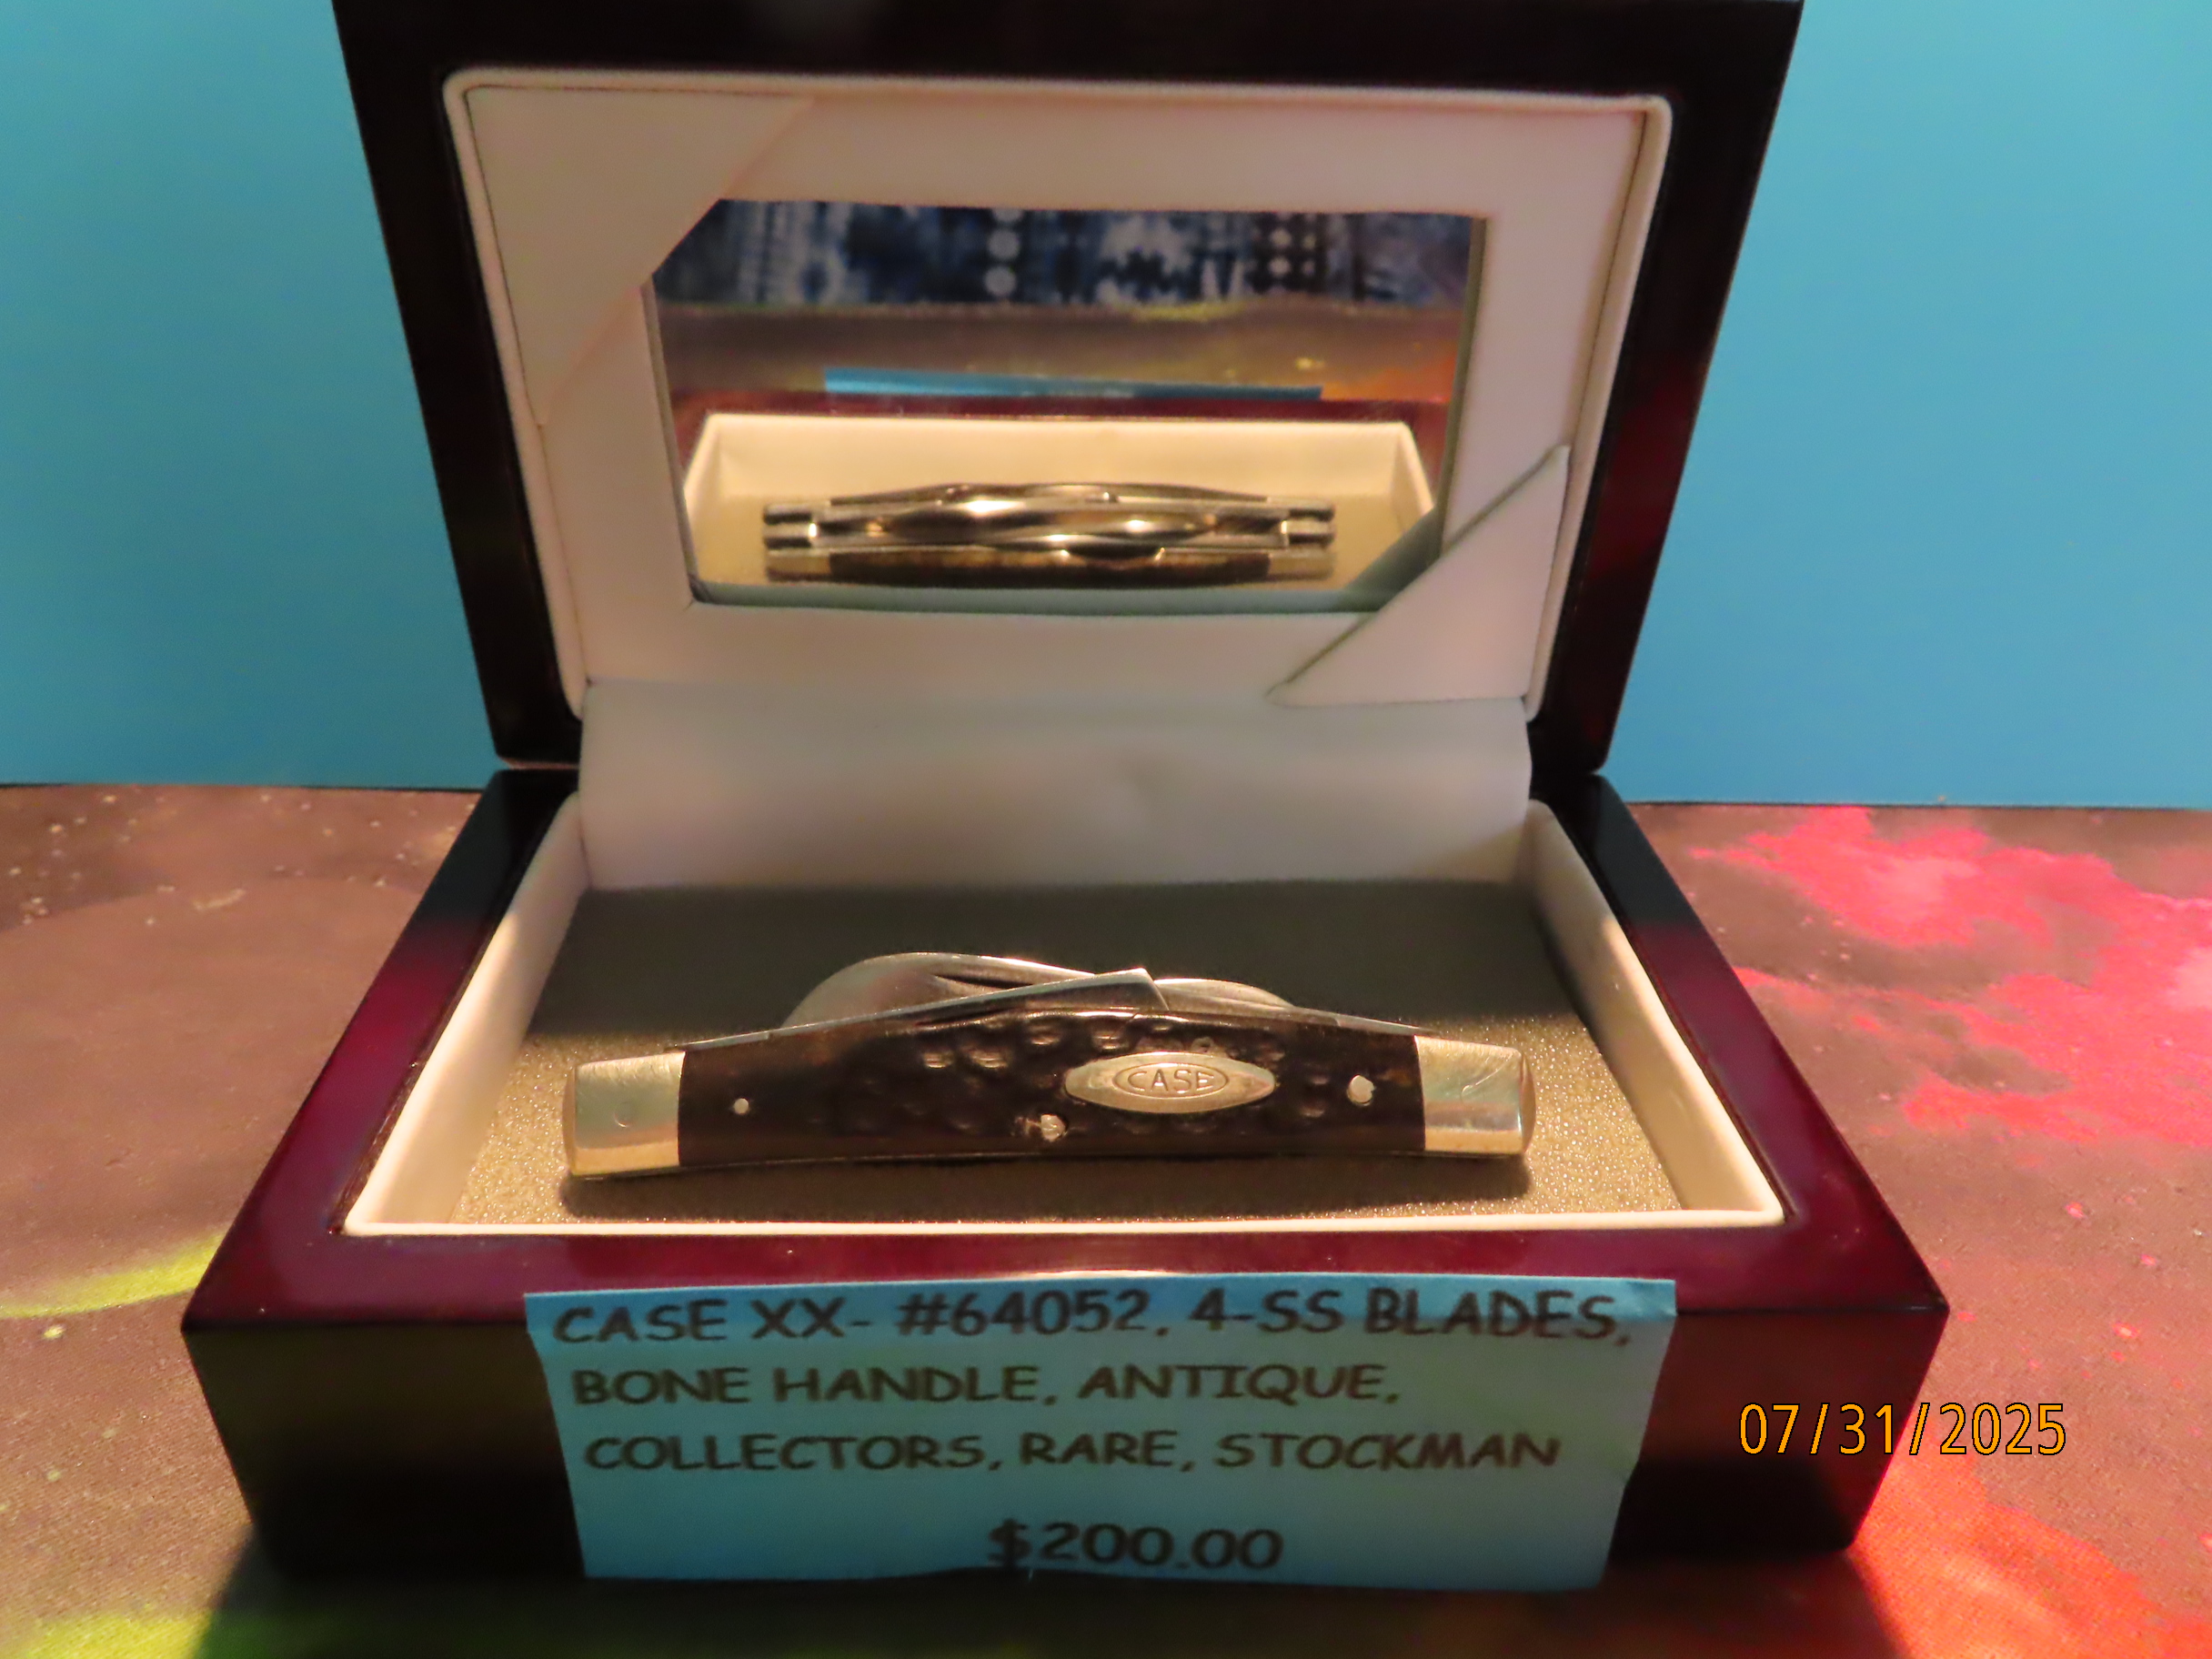 CASE
CASE XX- #64052, 4-SS BLADES,
BONE HANDLE, ANTIQUE,
COLLECTORS, RARE, STOCKMAN
$200.00
07/31/2025